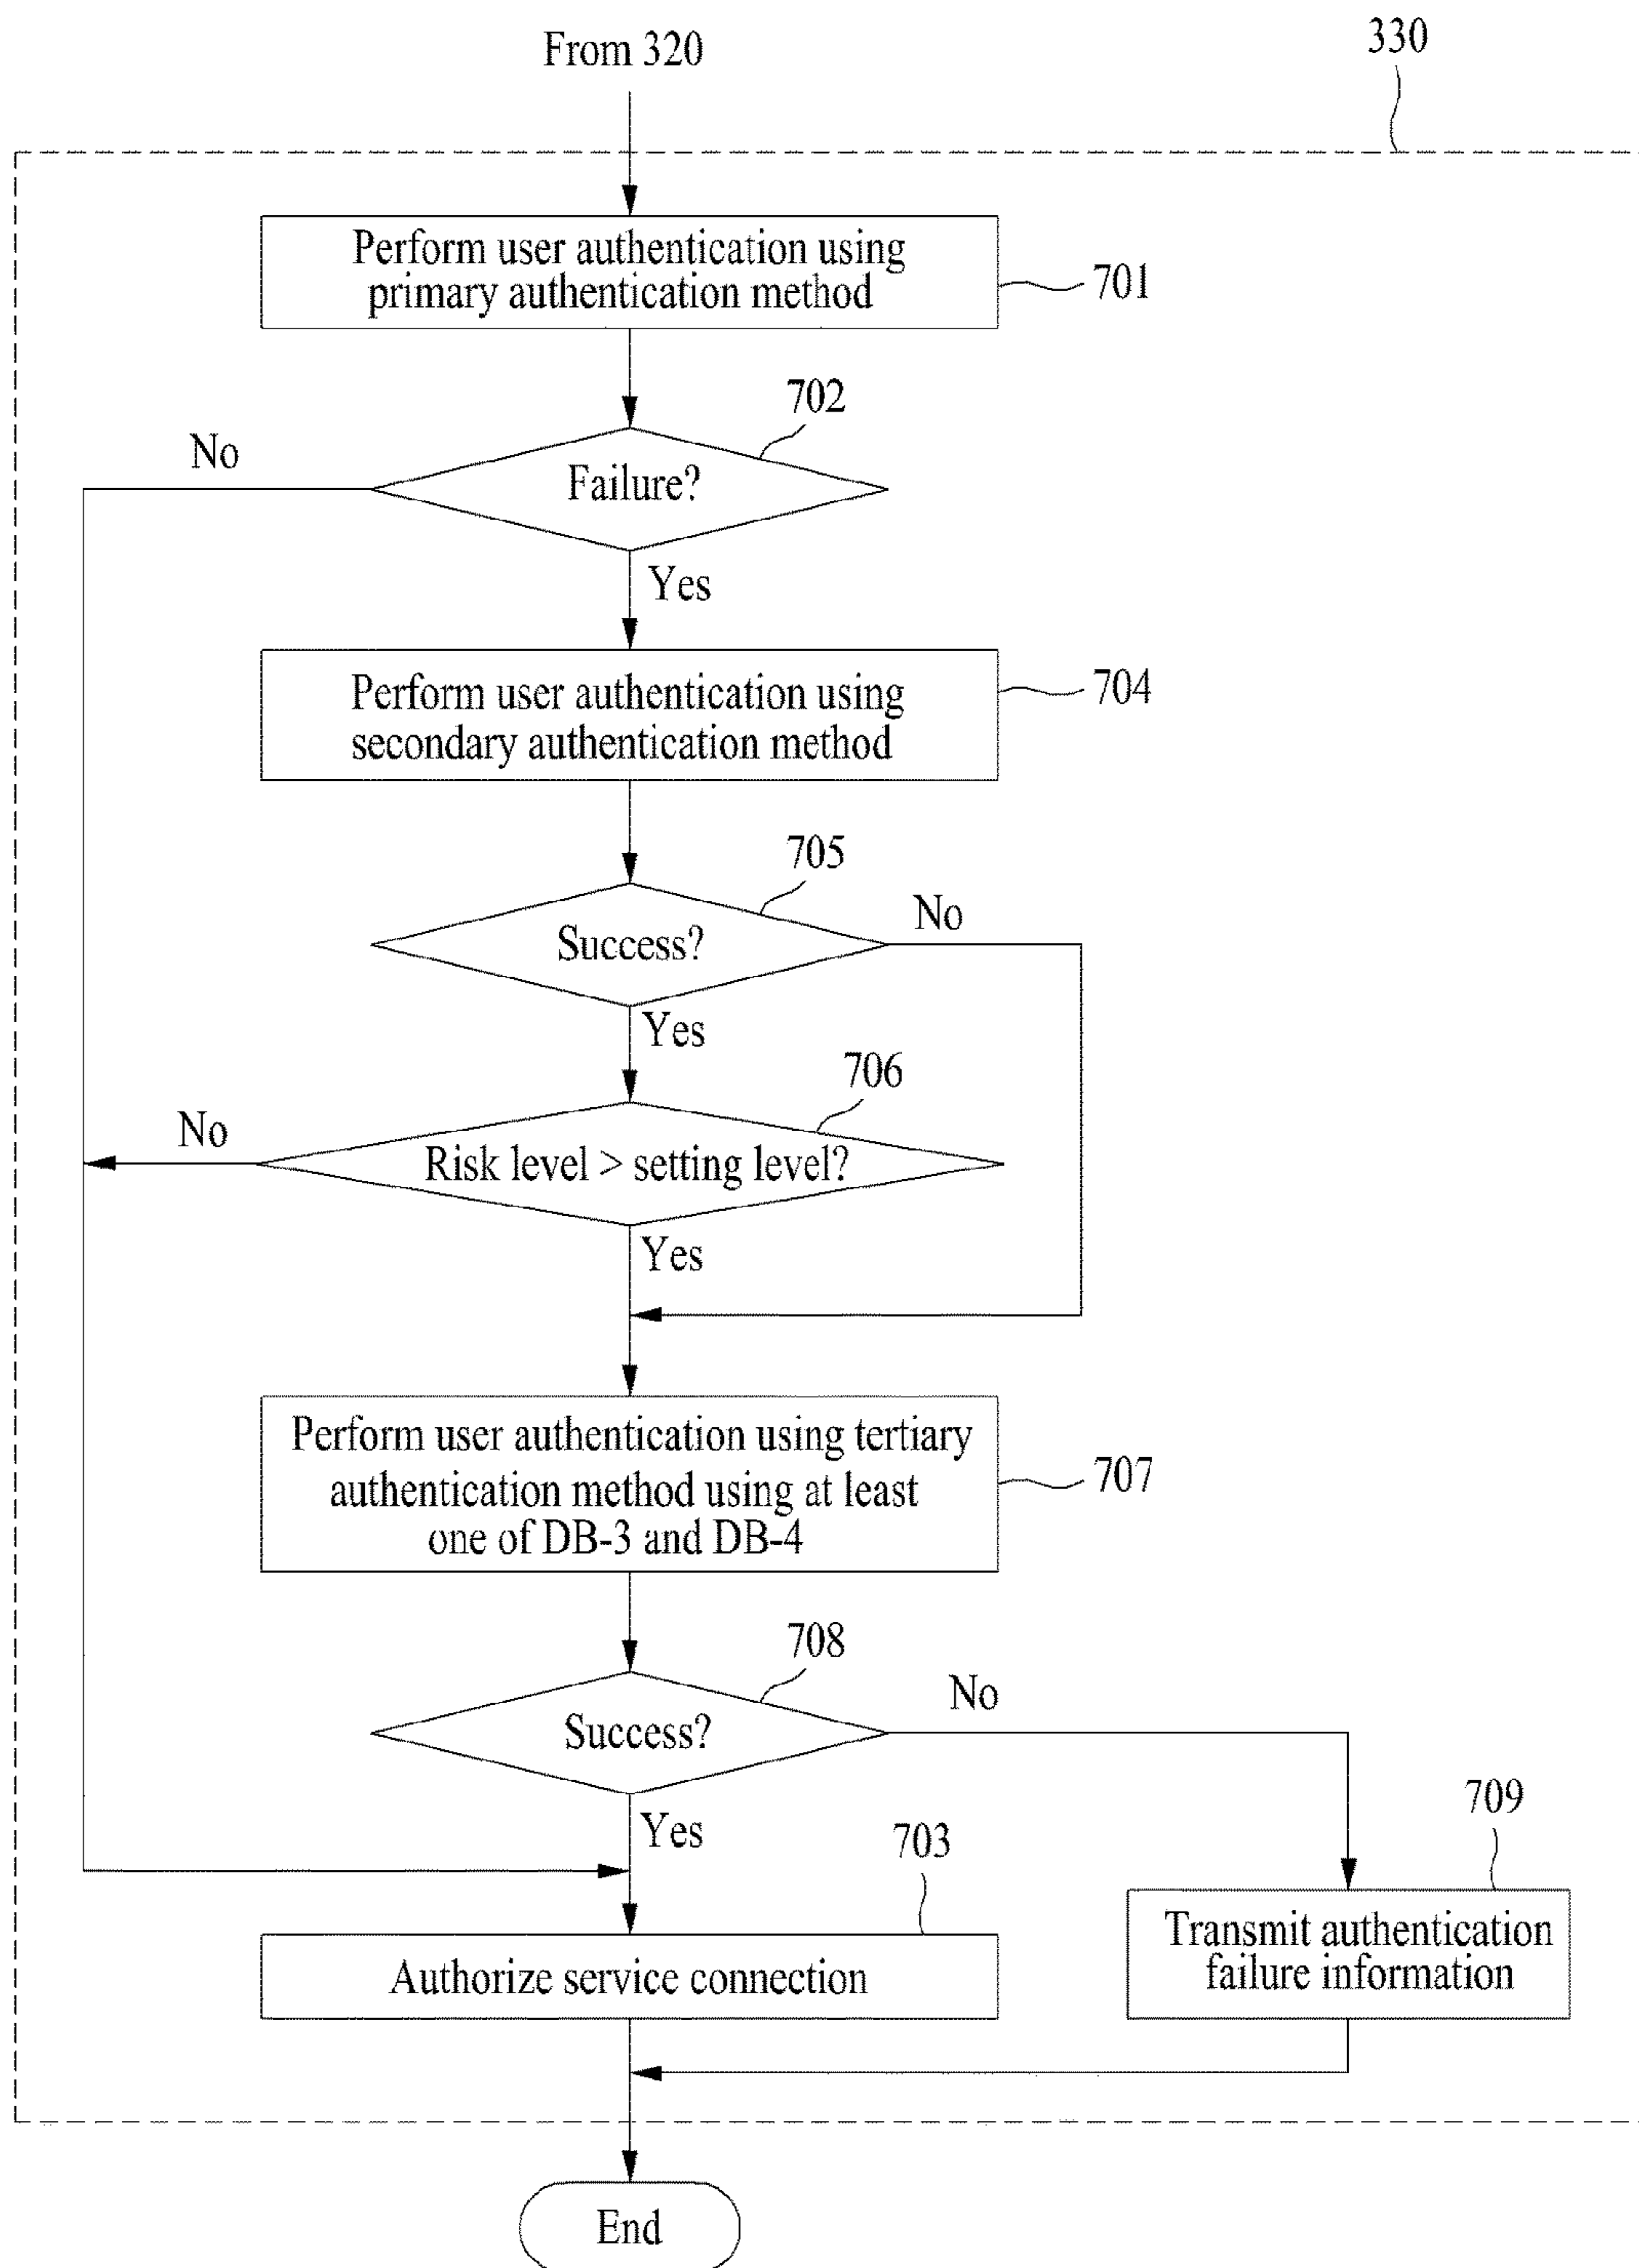 From 320
330
Perform user authentication using
primary authentication method
701
702
No
Failure?
Yes
Perform user authentication using
secondary authentication method
704
705
No
Success?
Yes
706
No
Risk level > setting level?
Yes
Perform user authentication using tertiary
authentication method using at least
one of DB-3 and DB-4
707
708
No
Success?
Yes
703
709
Authorize service connection
Transmit authentication
failure information
End